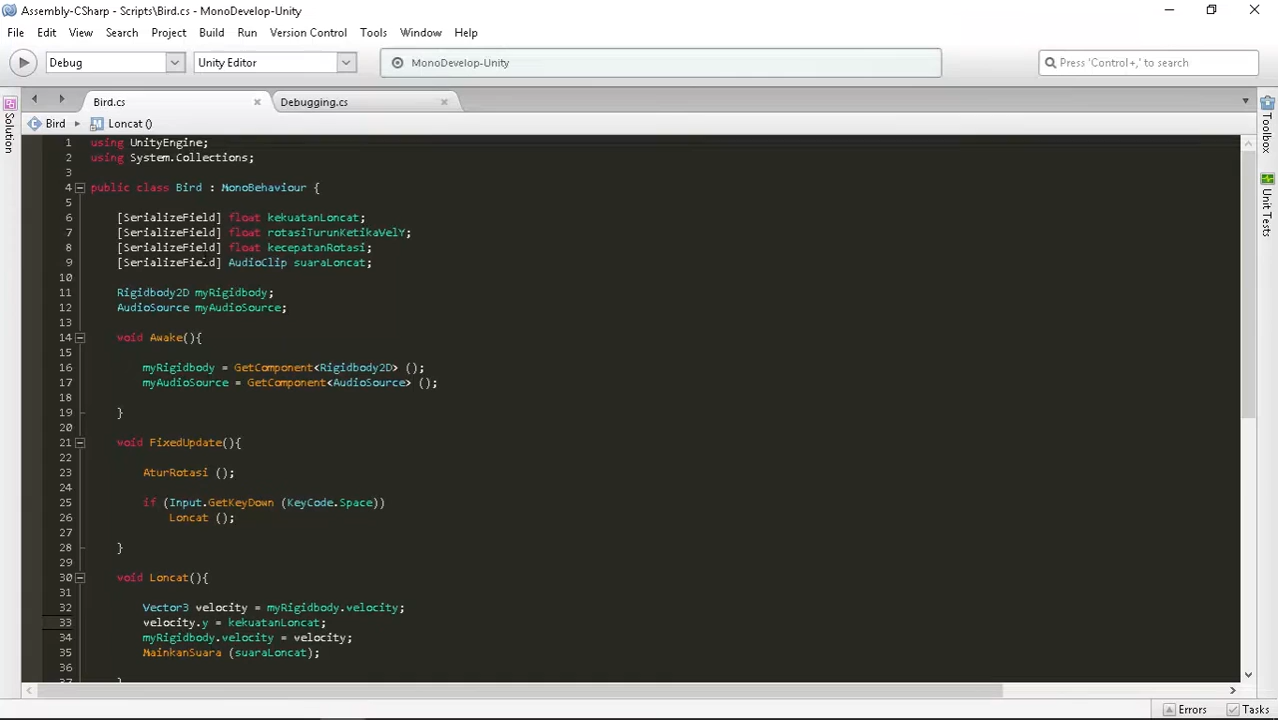 Assembly-CSharp - Scripts\Bird.cs - MonoDevelop-Unity
File Edit View Search Project Build Run Version Control Tools Window Help
Debug Unity Editor MonoDevelop-Unity Press 'Control+,' to search
Bird.cs Debugging.cs
Bird Loncat ()
Solution
Toolbox
Unit Tests
1 using UnityEngine;
2 using System.Collections;
3
4 public class Bird : MonoBehaviour {
5
6 [SerializeField] float kekuatanLoncat;
7 [SerializeField] float rotasiTurunKetikaVelY;
8 [SerializeField] float kecepatanRotasi;
9 [SerializeField] AudioClip suaraLoncat;
10
11 Rigidbody2D myRigidbody;
12 AudioSource myAudioSource;
13
14 void Awake(){
15
16 myRigidbody = GetComponent<Rigidbody2D> ();
17 myAudioSource = GetComponent<AudioSource> ();
18
19 }
20
21 void FixedUpdate(){
22
23 AturRotasi ();
24
25 if (Input.GetKeyDown (KeyCode.Space))
26 Loncat ();
27
28 }
29
30 void Loncat(){
31
32 Vector3 velocity = myRigidbody.velocity;
33 velocity.y = kekuatanLoncat;
34 myRigidbody.velocity = velocity;
35 MainkanSuara (suaraLoncat);
36
37 }
Errors Tasks